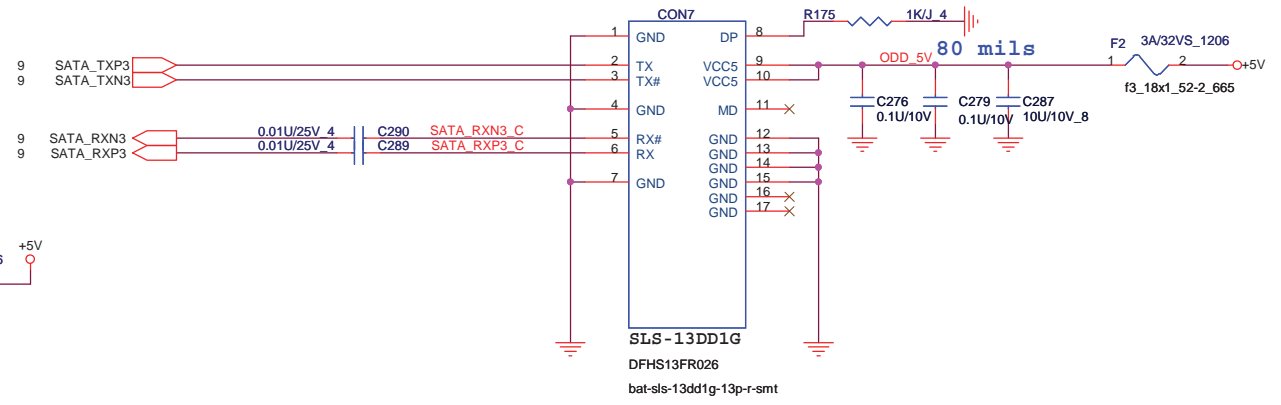 CON7
R175 1K/J_4
1 GND DP 8
80 mils
F2 3A/32VS_1206
9 SATA_TXP3 2 TX VCC5 9 ODD_5V 1 2 +5V
9 SATA_TXN3 3 TX# VCC5 10
f3_18x1_52-2_665
C276 C279 C287
0.1U/10V 0.1U/10V 10U/10V_8
4 GND MD 11
9 SATA_RXN3 0.01U/25V_4 C290 SATA_RXN3_C 5 RX# GND 12
9 SATA_RXP3 0.01U/25V_4 C289 SATA_RXP3_C 6 RX GND 13
GND 14
7 GND GND 15
GND 16
GND 17
+5V
6
SLS-13DD1G
DFHS13FR026
bat-sls-13dd1g-13p-r-smt